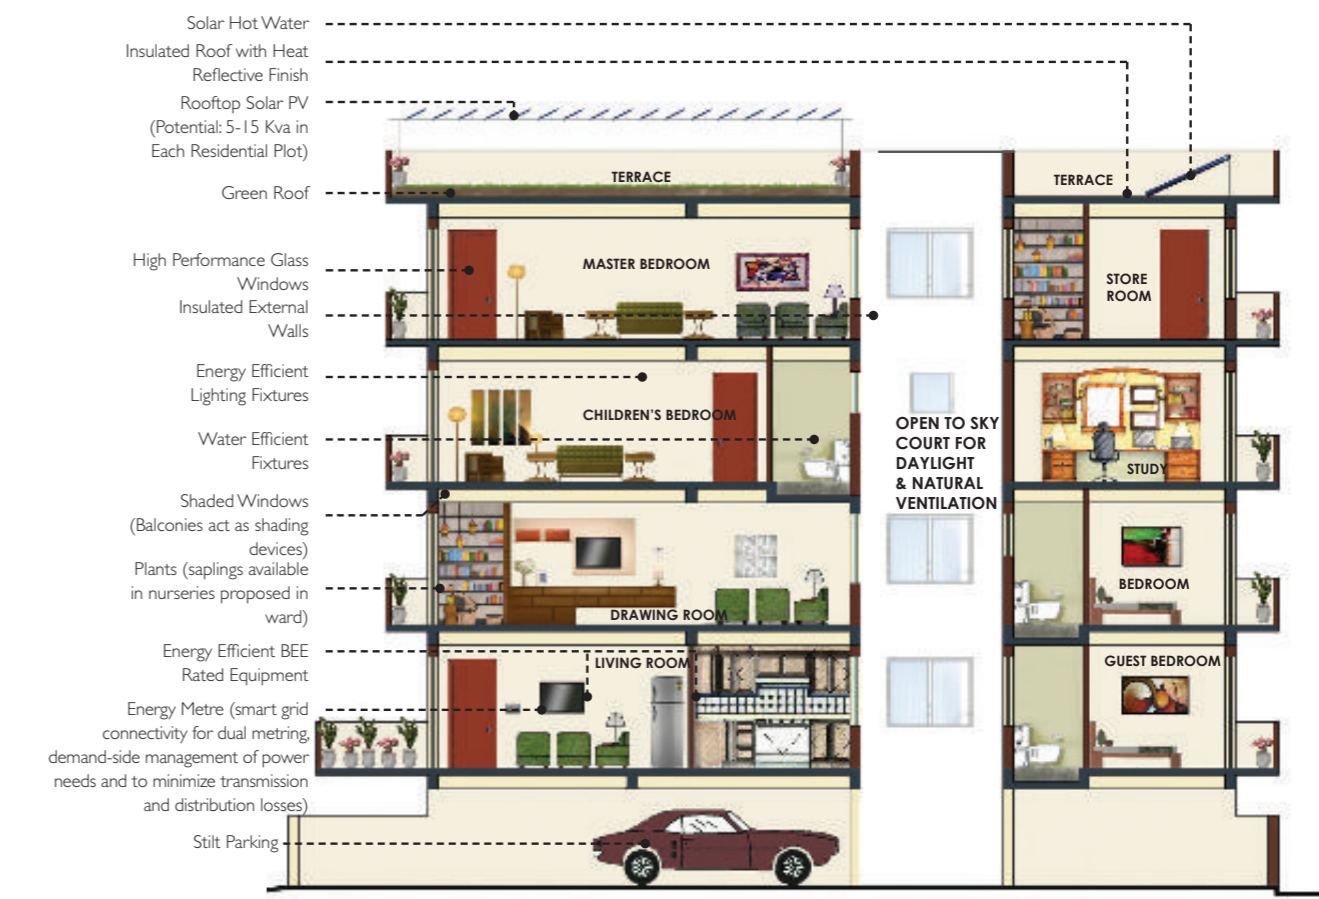 Solar Hot Water
Insulated Roof with Heat
Reflective Finish
Rooftop Solar PV
(Potential: 5-15 Kva in
Each Residential Plot)
Green Roof
High Performance Glass
Windows
Insulated External
Walls
Energy Efficient
Lighting Fixtures
Water Efficient
Fixtures
Shaded Windows
(Balconies act as shading
devices)
Plants (saplings available
in nurseries proposed in
ward)
Energy Efficient BEE
Rated Equipment
Energy Metre (smart grid
connectivity for dual metring,
demand-side management of power
needs and to minimize transmission
and distribution losses)
Stilt Parking
TERRACE
MASTER BEDROOM
CHILDREN'S BEDROOM
DRAWING ROOM
LIVING ROOM
OPEN TO SKY
COURT FOR
DAYLIGHT
& NATURAL
VENTILATION
TERRACE
STORE
ROOM
STUDY
BEDROOM
GUEST BEDROOM